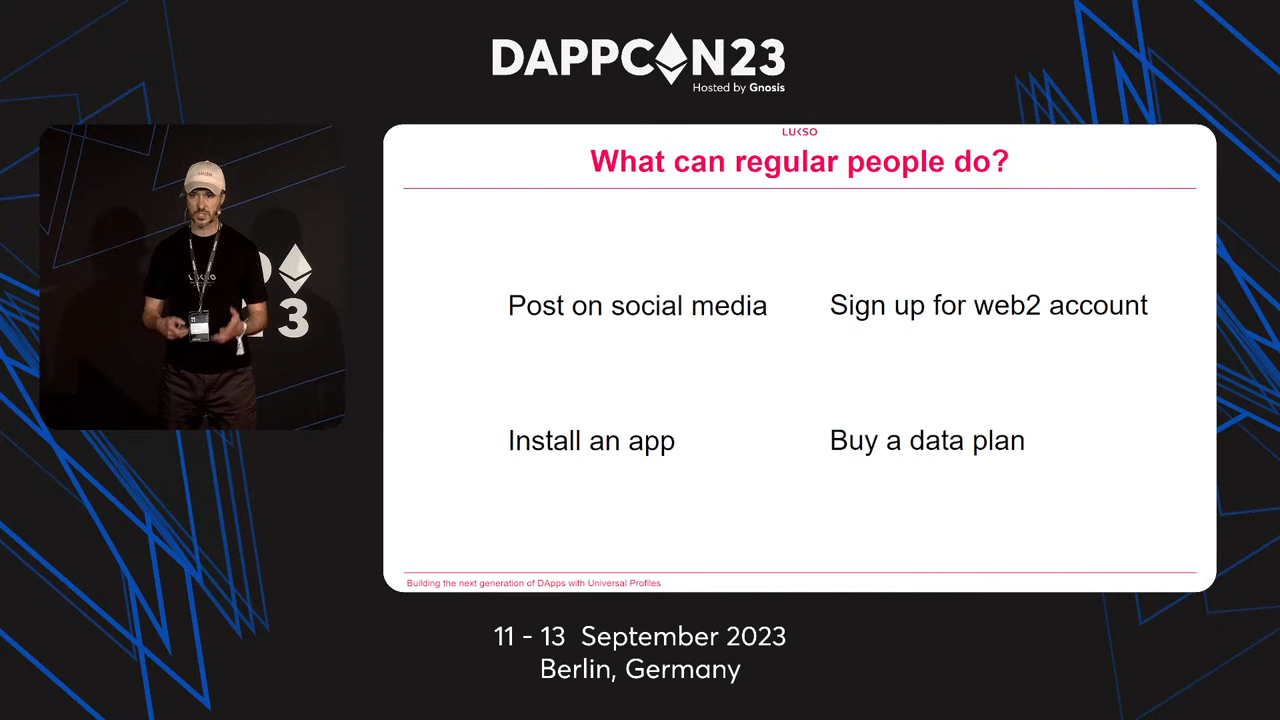 DAPPCON23
Hosted by Gnosis
LUKSO
What can regular people do?
Post on social media
Sign up for web2 account
Install an app
Buy a data plan
Building the next generation of DApps with Universal Profiles
LUKSO
23
11 - 13 September 2023
Berlin, Germany